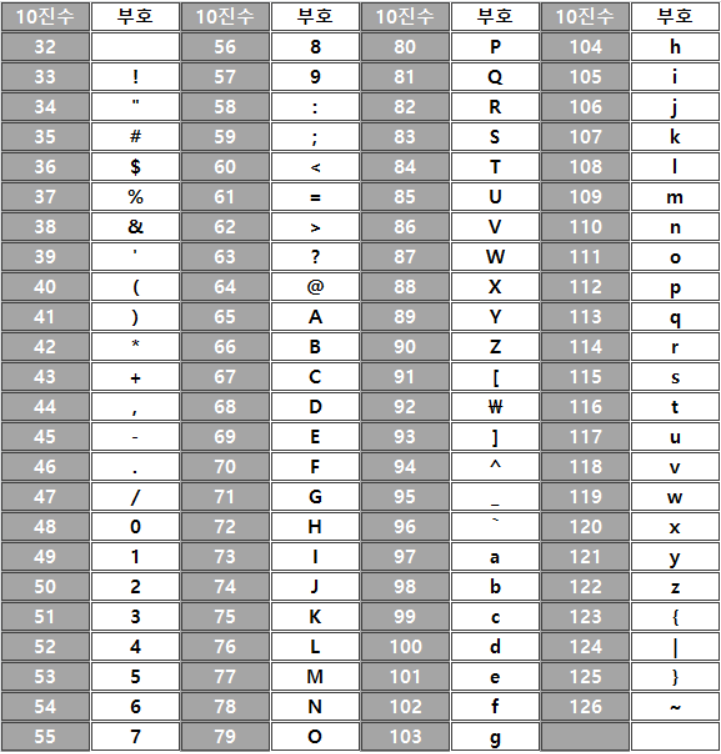 10진수 부호 10진수 부호 10진수 부호 10진수 부호
32 56 8 80 P 104 h
33 ! 57 9 81 Q 105 i
34 " 58 : 82 R 106 j
35 # 59 ; 83 S 107 k
36 $ 60 < 84 T 108 l
37 % 61 = 85 U 109 m
38 & 62 > 86 V 110 n
39 ' 63 ? 87 W 111 o
40 ( 64 @ 88 X 112 p
41 ) 65 A 89 Y 113 q
42 * 66 B 90 Z 114 r
43 + 67 C 91 [ 115 s
44 , 68 D 92 ₩ 116 t
45 - 69 E 93 ] 117 u
46 . 70 F 94 ^ 118 v
47 / 71 G 95 _ 119 w
48 0 72 H 96 ` 120 x
49 1 73 I 97 a 121 y
50 2 74 J 98 b 122 z
51 3 75 K 99 c 123 {
52 4 76 L 100 d 124 |
53 5 77 M 101 e 125 }
54 6 78 N 102 f 126 ~
55 7 79 O 103 g